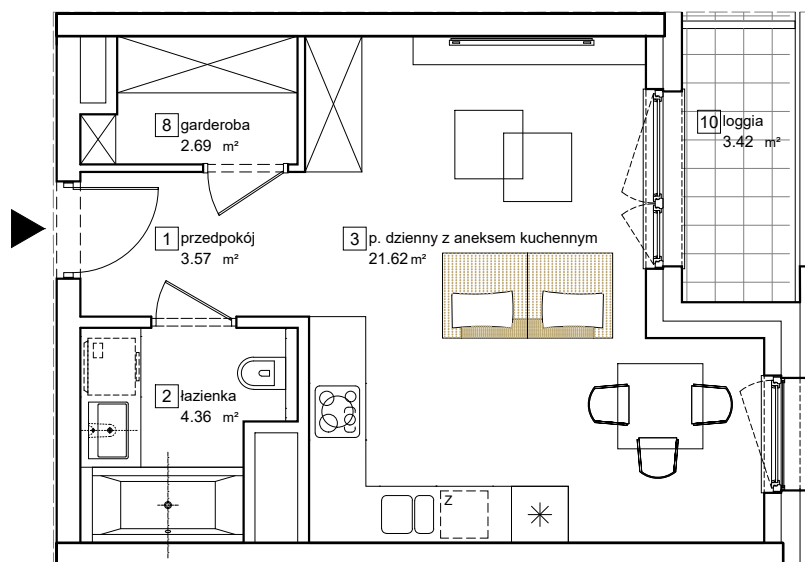 8 garderoba
2.69 m²
10 loggia
3.42 m²
1 przedpokój
3.57 m²
3 p. dzienny z aneksem kuchennym
21.62 m²
2 łazienka
4.36 m²
Z